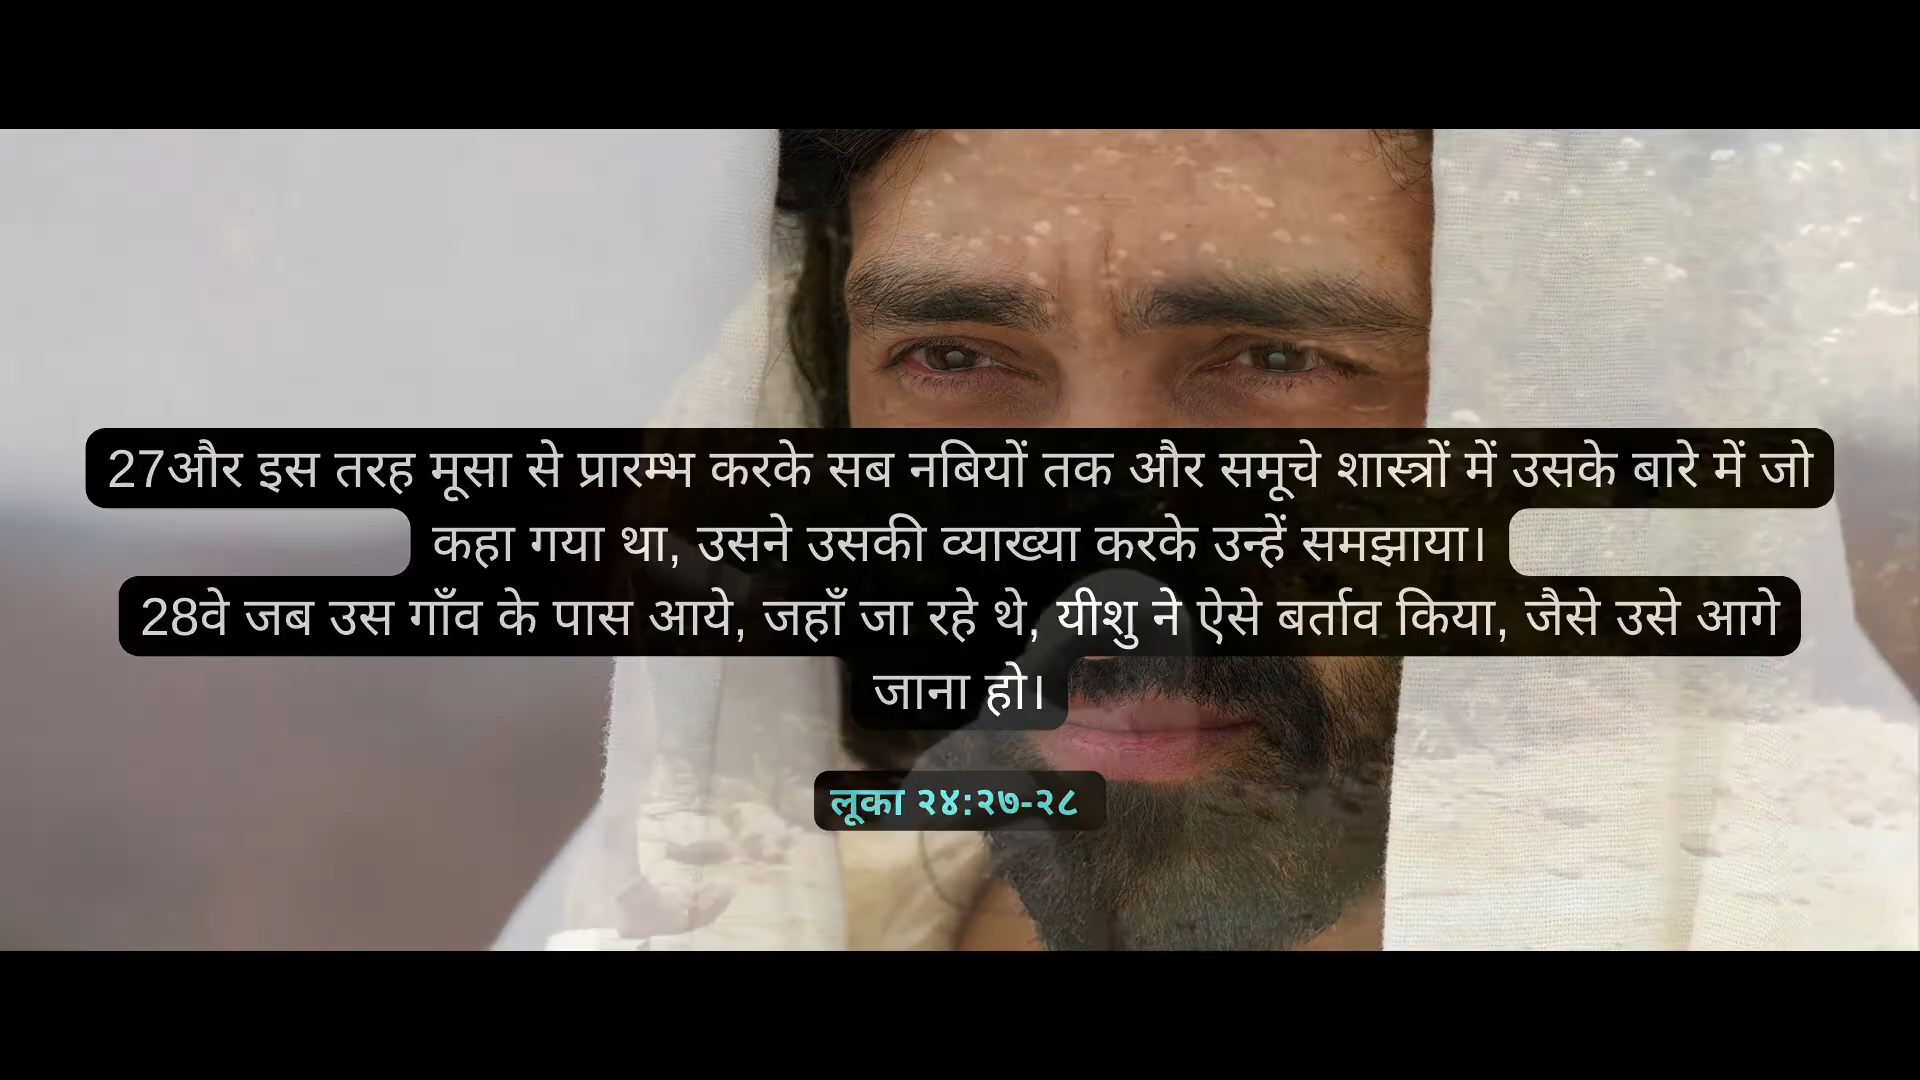 27और इस तरह मूसा से प्रारम्भ करके सब नबियों तक और समूचे शास्त्रों में उसके बारे में जो
कहा गया था, उसने उसकी व्याख्या करके उन्हें समझाया।
28वे जब उस गाँव के पास आये, जहाँ जा रहे थे, यीशु ने ऐसे बर्ताव किया, जैसे उसे आगे
जाना हो।
लूका २४:२७-२८